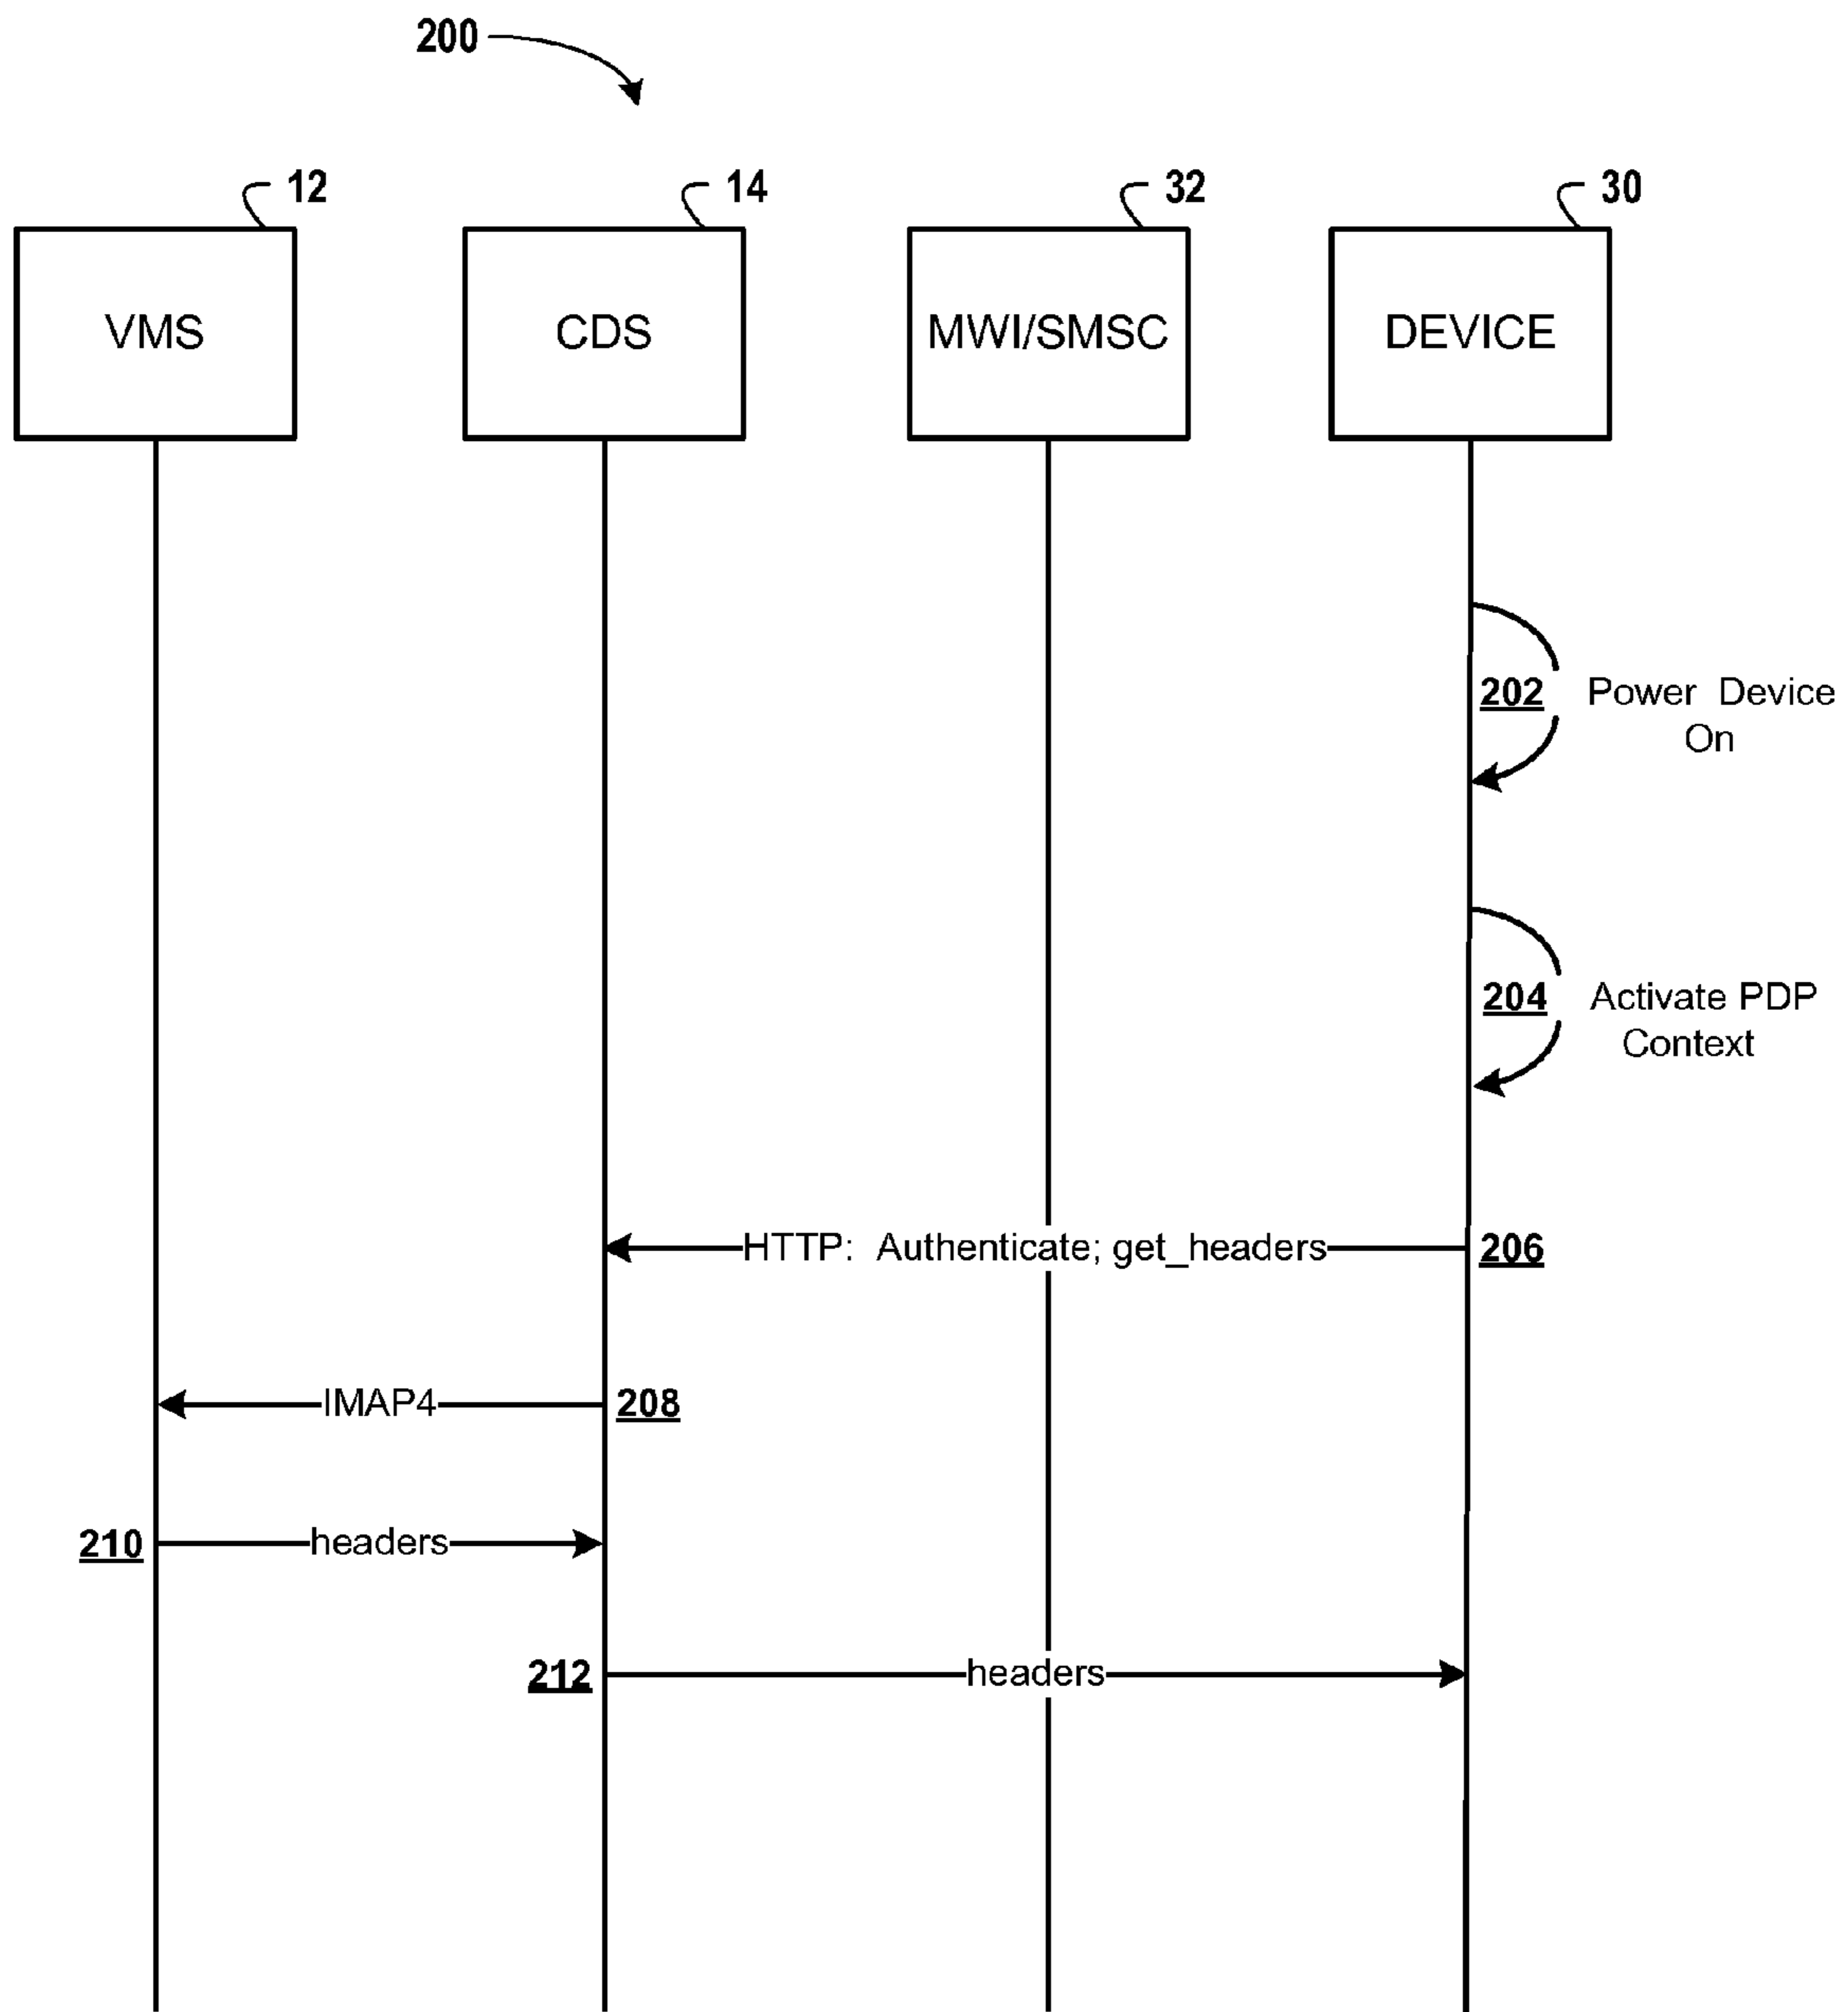 200
12
14
32
30
VMS
CDS
MWI/SMSC
DEVICE
202 Power Device
On
204 Activate PDP
Context
HTTP: Authenticate; get_headers 206
IMAP4 208
210 headers
212 headers